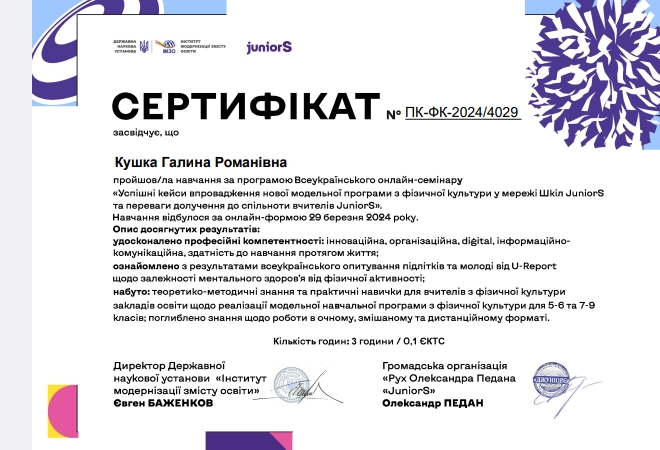 ДЕРЖАВНА
НАУКОВА
УСТАНОВА
ІМЗО
ІНСТИТУТ
МОДЕРНІЗАЦІЇ ЗМІСТУ
ОСВІТИ
juniorS
СЕРТИФІКАТ № ПК-ФК-2024/4029
засвідчує, що
Кушка Галина Романівна
пройшов/ла навчання за програмою Всеукраїнського онлайн-семінару
«Успішні кейси впровадження нової модельної програми з фізичної культури у мережі Шкіл JuniorS
та переваги долучення до спільноти вчителів JuniorS».
Навчання відбулося за онлайн-формою 29 березня 2024 року.
Опис досягнутих результатів:
удосконалено професійні компетентності: інноваційна, організаційна, digital, інформаційно-
комунікаційна, здатність до навчання протягом життя;
ознайомлено з результатами всеукраїнського опитування підлітків та молоді від U-Report
щодо залежності ментального здоров'я від фізичної активності;
набуто: теоретико-методичні знання та практичні навички для вчителів з фізичної культури
закладів освіти щодо реалізації модельної навчальної програми з фізичної культури для 5-6 та 7-9
класів; поглиблено знання щодо роботи в очному, змішаному та дистанційному форматі.
Кількість годин: 3 години / 0,1 ЄКТС
Директор Державної
наукової установи «Інститут
модернізації змісту освіти»
Євген БАЖЕНКОВ
Громадська організація
«Рух Олександра Педана
«JuniorS»
Олександр ПЕДАН
«ДЖУНІОРS»